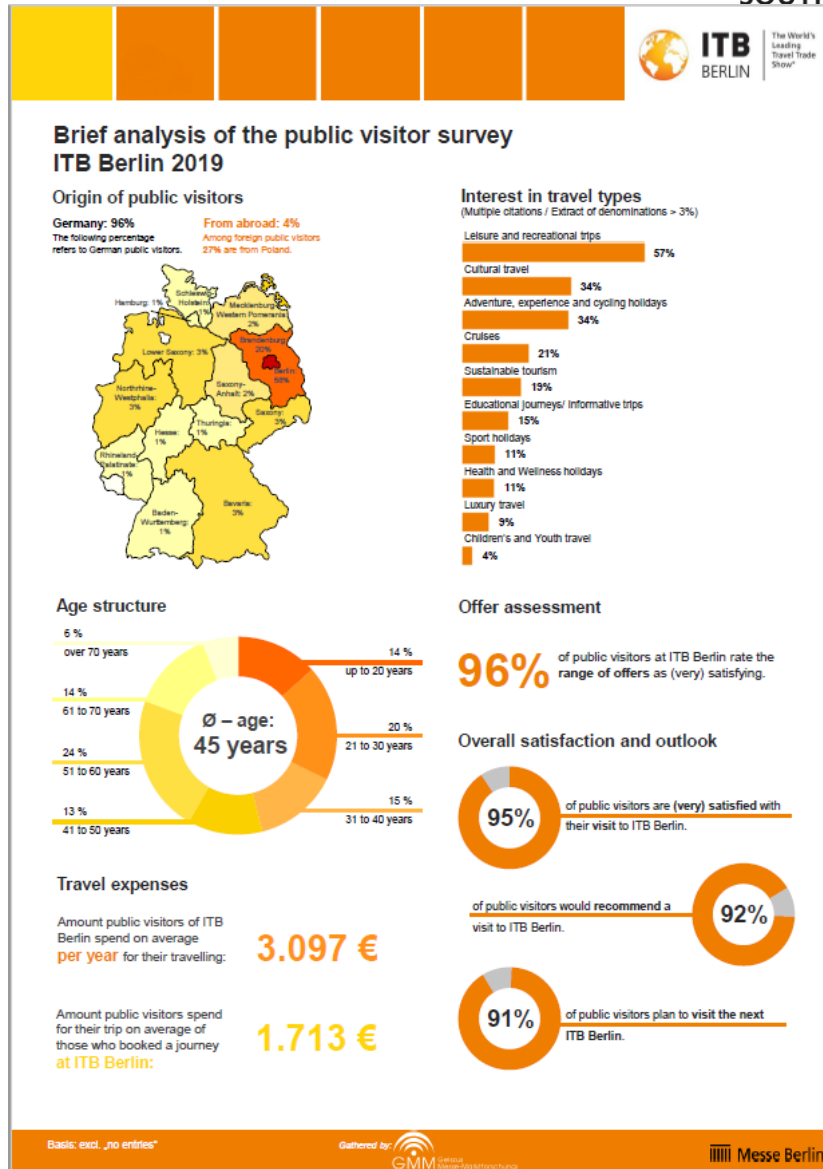 ITB
BERLIN
The World's
Leading
Travel Trade
Show®
Brief analysis of the public visitor survey
ITB Berlin 2019
Origin of public visitors
Germany: 96%
The following percentage
refers to German public visitors.
From abroad: 4%
Among foreign public visitors
27% are from Poland.
Schleswig-
Holstein:
1%
Hamburg: 1%
Mecklenburg-
Western Pomerania:
2%
Brandenburg:
20%
Lower Saxony: 3%
Berlin:
Northrhine-
Westphalia:
3%
Saxony-
Anhalt: 2%
Saxony:
3%
Hesse:
1%
Thuringia:
1%
Rhineland-
Palatinate:
1%
Baden-
Wurttemberg:
1%
Bavaria:
3%
Interest in travel types
(Multiple citations / Extract of denominations > 3%)
Leisure and recreational trips
57%
Cultural travel
34%
Adventure, experience and cycling holidays
34%
Cruises
21%
Sustainable tourism
19%
Educational journeys/ informative trips
15%
Sport holidays
11%
Health and Wellness holidays
11%
Luxury travel
9%
Children's and Youth travel
4%
Age structure
6 %
over 70 years
14 %
61 to 70 years
24 %
51 to 60 years
13 %
41 to 50 years
Ø – age:
45 years
14 %
up to 20 years
20 %
21 to 30 years
15 %
31 to 40 years
Offer assessment
96%
of public visitors at ITB Berlin rate the
range of offers as (very) satisfying.
Overall satisfaction and outlook
95%
of public visitors are (very) satisfied with
their visit to ITB Berlin.
of public visitors would recommend a
visit to ITB Berlin.
92%
91%
of public visitors plan to visit the next
ITB Berlin.
Travel expenses
Amount public visitors of ITB
Berlin spend on average
per year for their travelling:
3.097 €
Amount public visitors spend
for their trip on average of
those who booked a journey
at ITB Berlin:
1.713 €
Basis: excl. „no entries“
Gathered by:
GMM
Messe Berlin